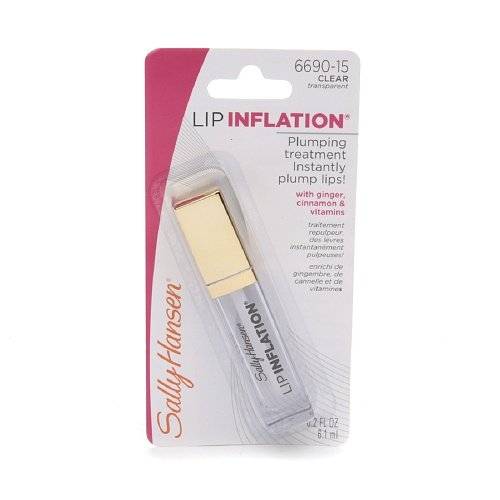 6690-15
CLEAR
transparent
LIP INFLATION®
Plumping
treatment
Instantly
plump lips!
with ginger,
cinnamon &
vitamins
traitement
repulpeur
des lèvres
instantanément
pulpeuses!
enrichi de
gingembre, de
cannelle et de
vitamines
Sally Hansen®
Sally Hansen®
LIP INFLATION®
0.2 FL OZ
6.1 ml